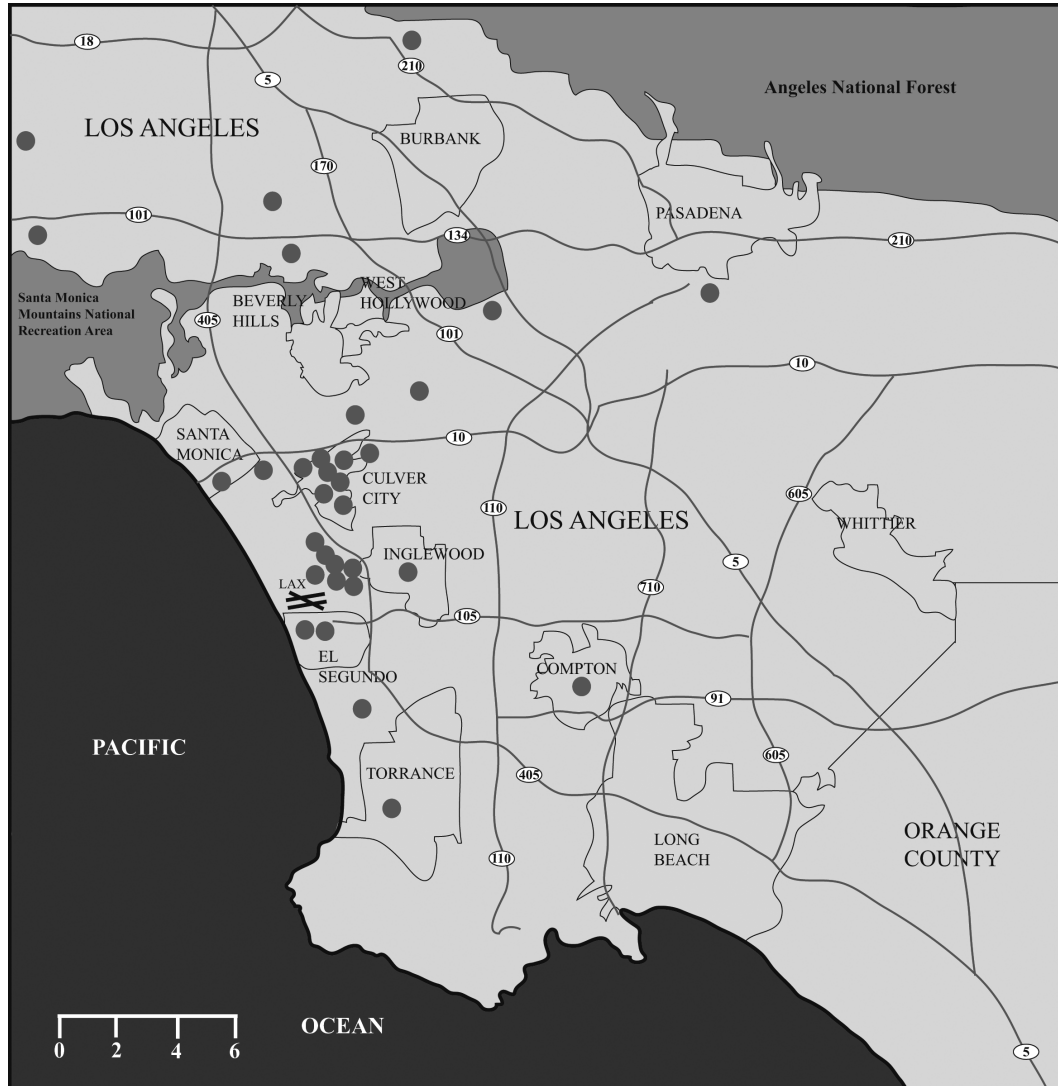 18
5
210
Angeles National Forest
LOS ANGELES
BURBANK
170
101
PASADENA
134
210
Santa Monica
Mountains National
Recreation Area
BEVERLY
HILLS
WEST
HOLLYWOOD
405
101
10
SANTA
MONICA
10
CULVER
CITY
110
LOS ANGELES
605
WHITTIER
INGLEWOOD
5
LAX
710
105
EL
SEGUNDO
COMPTON
91
PACIFIC
TORRANCE
405
605
LONG
BEACH
ORANGE
COUNTY
110
OCEAN
0 2 4 6
5